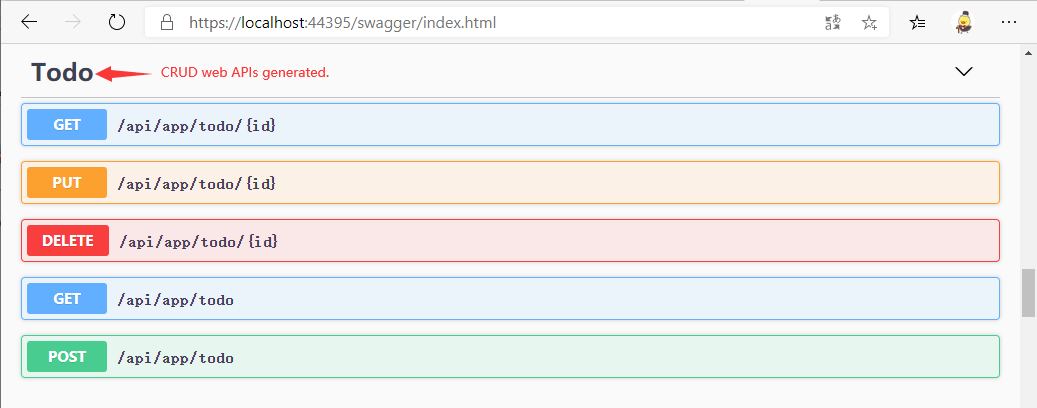 https://localhost:44395/swagger/index.html
Todo CRUD web APIs generated.
GET /api/app/todo/{id}
PUT /api/app/todo/{id}
DELETE /api/app/todo/{id}
GET /api/app/todo
POST /api/app/todo